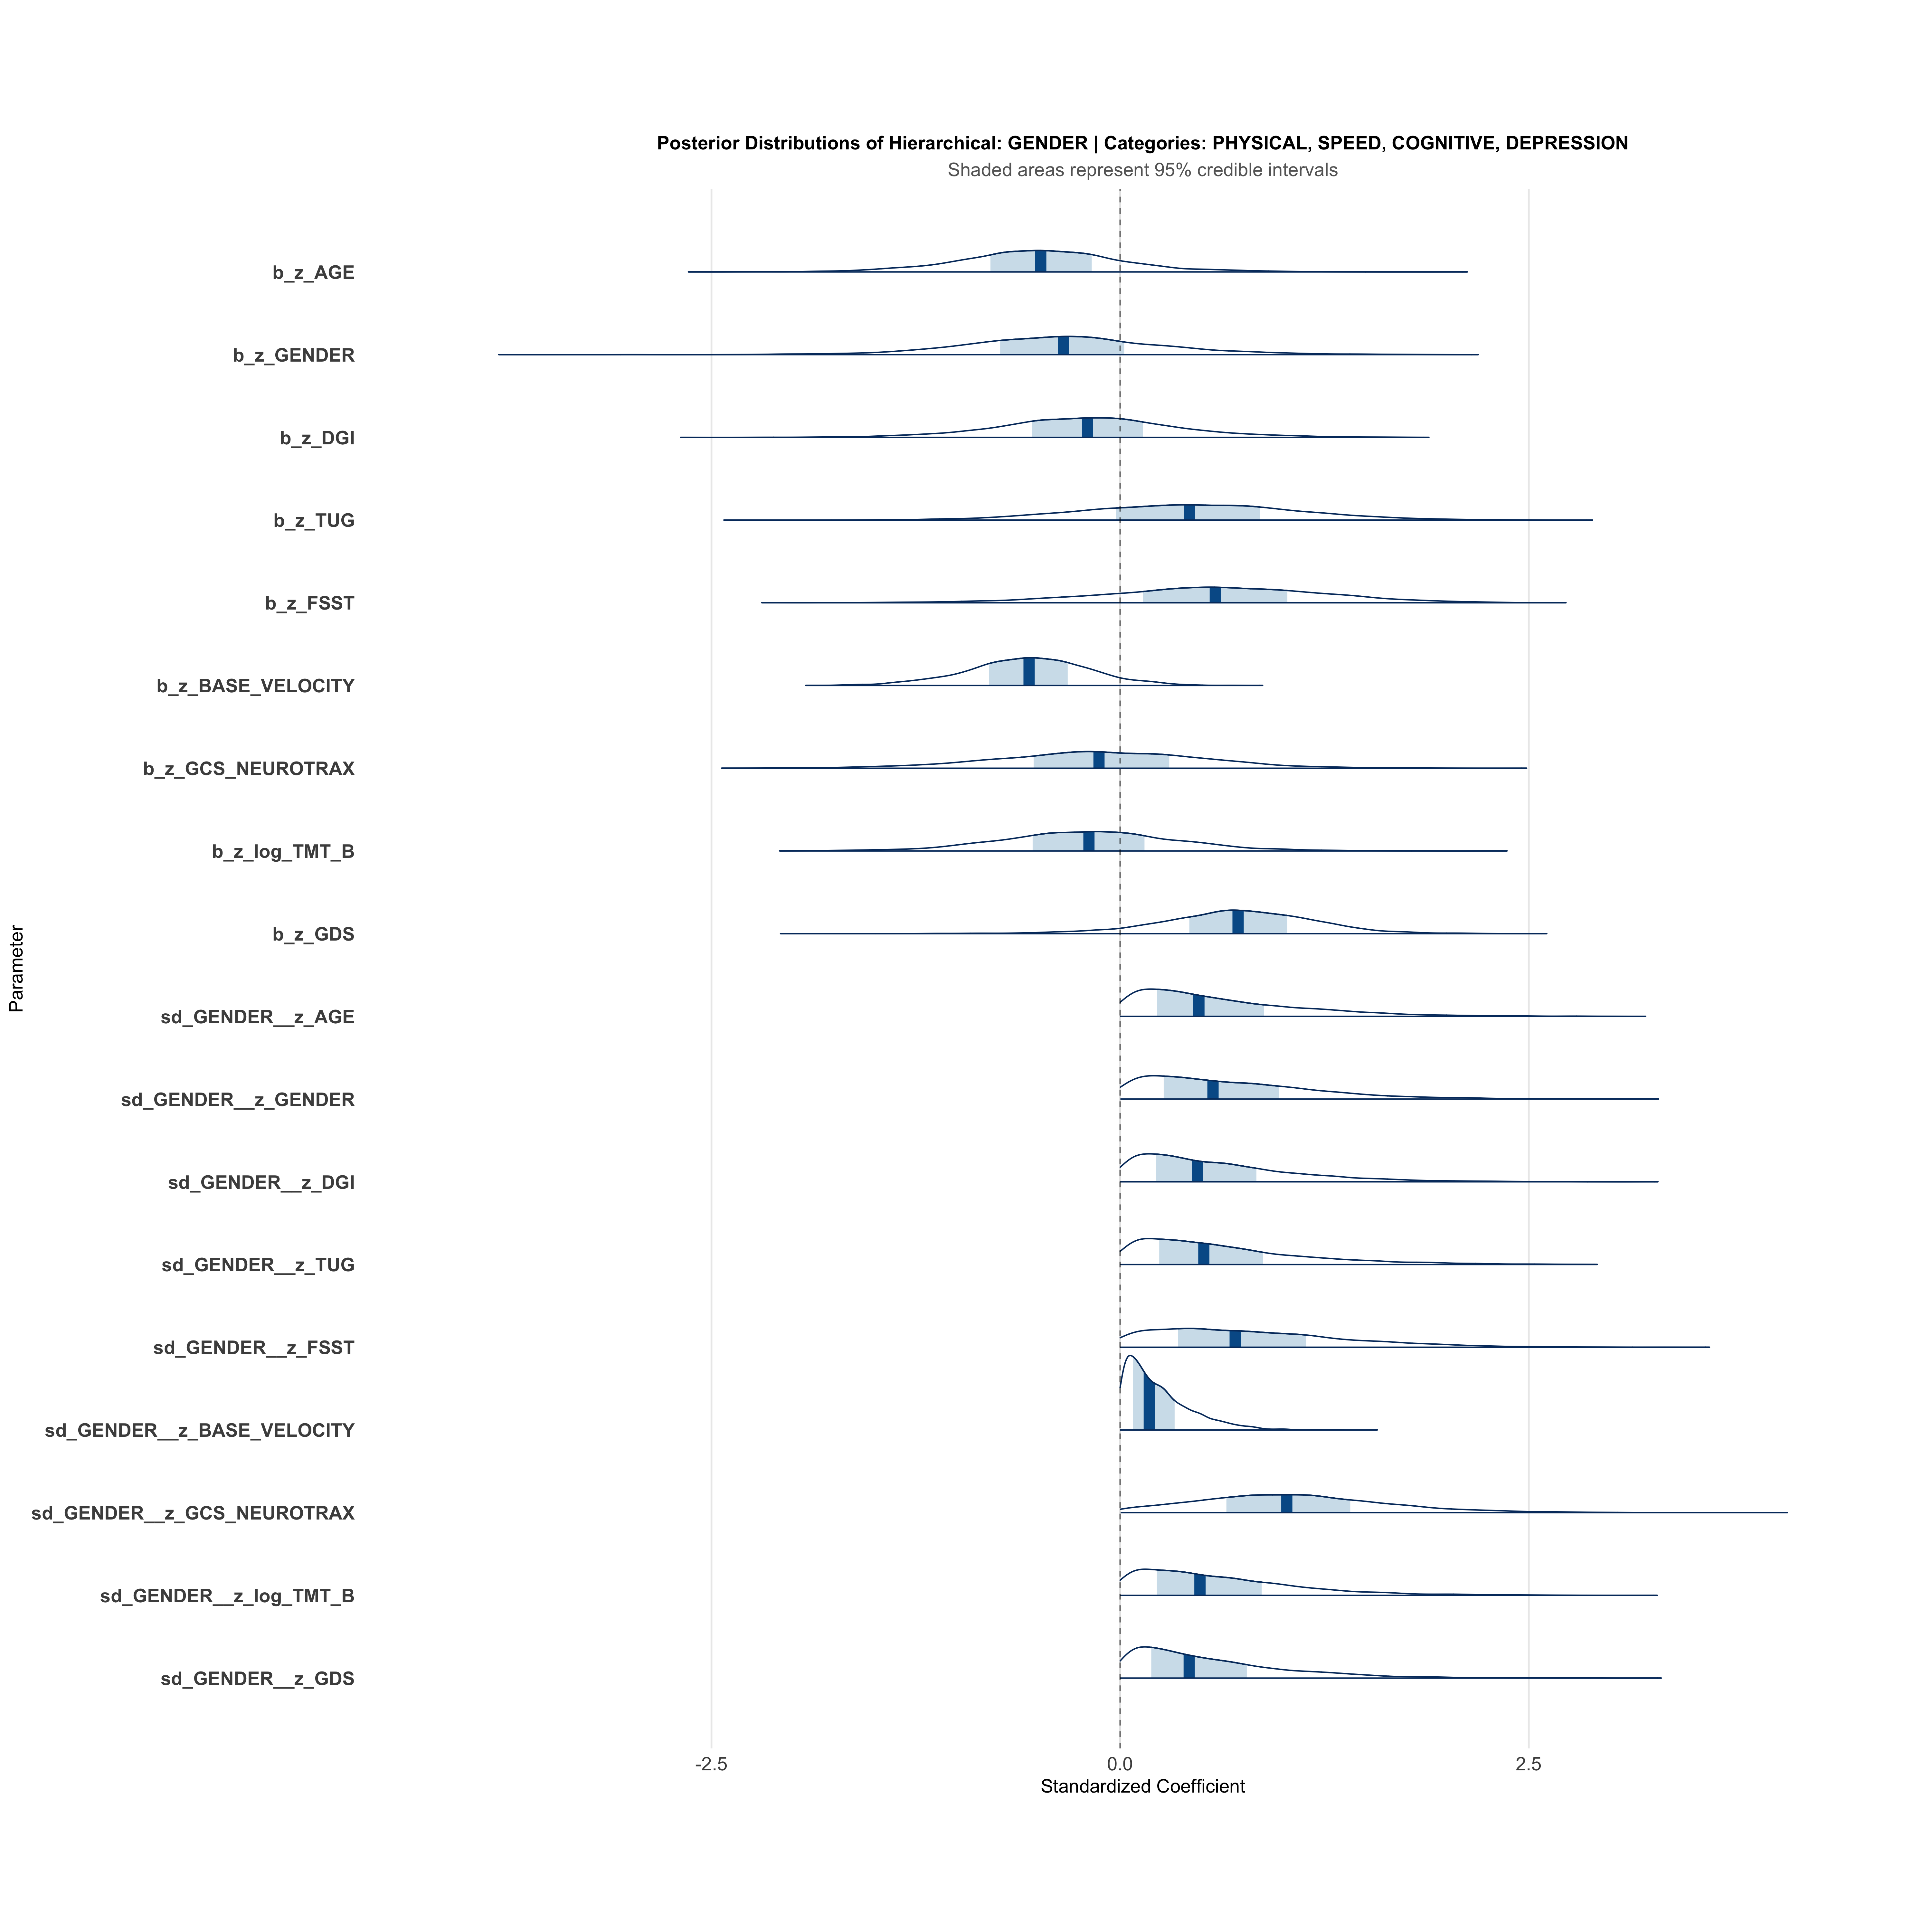 Posterior Distributions of Hierarchical: GENDER | Categories: PHYSICAL, SPEED, COGNITIVE, DEPRESSION
Shaded areas represent 95% credible intervals
b_z_AGE
b_z_GENDER
b_z_DGI
b_z_TUG
b_z_FSST
b_z_BASE_VELOCITY
b_z_GCS_NEUROTRAX
b_z_log_TMT_B
b_z_GDS
sd_GENDER__z_AGE
sd_GENDER__z_GENDER
sd_GENDER__z_DGI
sd_GENDER__z_TUG
sd_GENDER__z_FSST
sd_GENDER__z_BASE_VELOCITY
sd_GENDER__z_GCS_NEUROTRAX
sd_GENDER__z_log_TMT_B
sd_GENDER__z_GDS
Parameter
-2.5 0.0 2.5
Standardized Coefficient